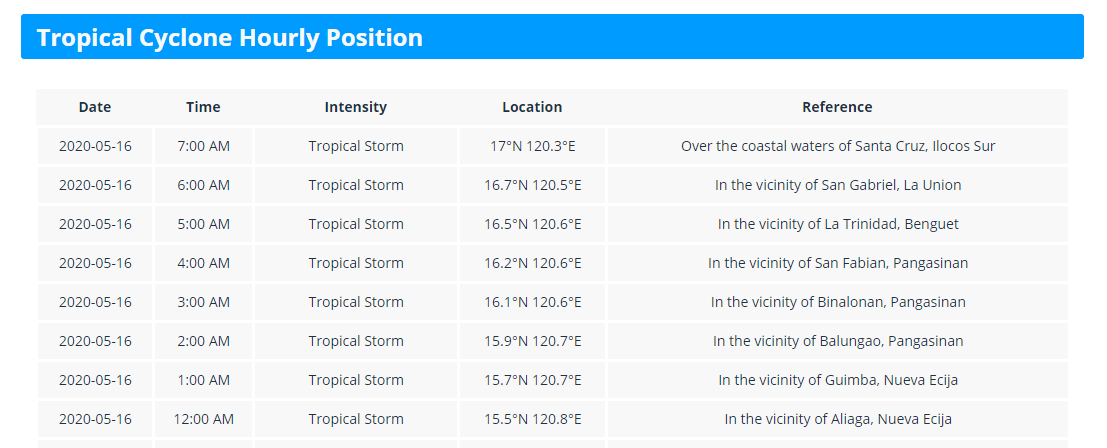 Tropical Cyclone Hourly Position
Date Time Intensity Location Reference
2020-05-16 7:00 AM Tropical Storm 17°N 120.3°E Over the coastal waters of Santa Cruz, Ilocos Sur
2020-05-16 6:00 AM Tropical Storm 16.7°N 120.5°E In the vicinity of San Gabriel, La Union
2020-05-16 5:00 AM Tropical Storm 16.5°N 120.6°E In the vicinity of La Trinidad, Benguet
2020-05-16 4:00 AM Tropical Storm 16.2°N 120.6°E In the vicinity of San Fabian, Pangasinan
2020-05-16 3:00 AM Tropical Storm 16.1°N 120.6°E In the vicinity of Binalonan, Pangasinan
2020-05-16 2:00 AM Tropical Storm 15.9°N 120.7°E In the vicinity of Balungao, Pangasinan
2020-05-16 1:00 AM Tropical Storm 15.7°N 120.7°E In the vicinity of Guimba, Nueva Ecija
2020-05-16 12:00 AM Tropical Storm 15.5°N 120.8°E In the vicinity of Aliaga, Nueva Ecija